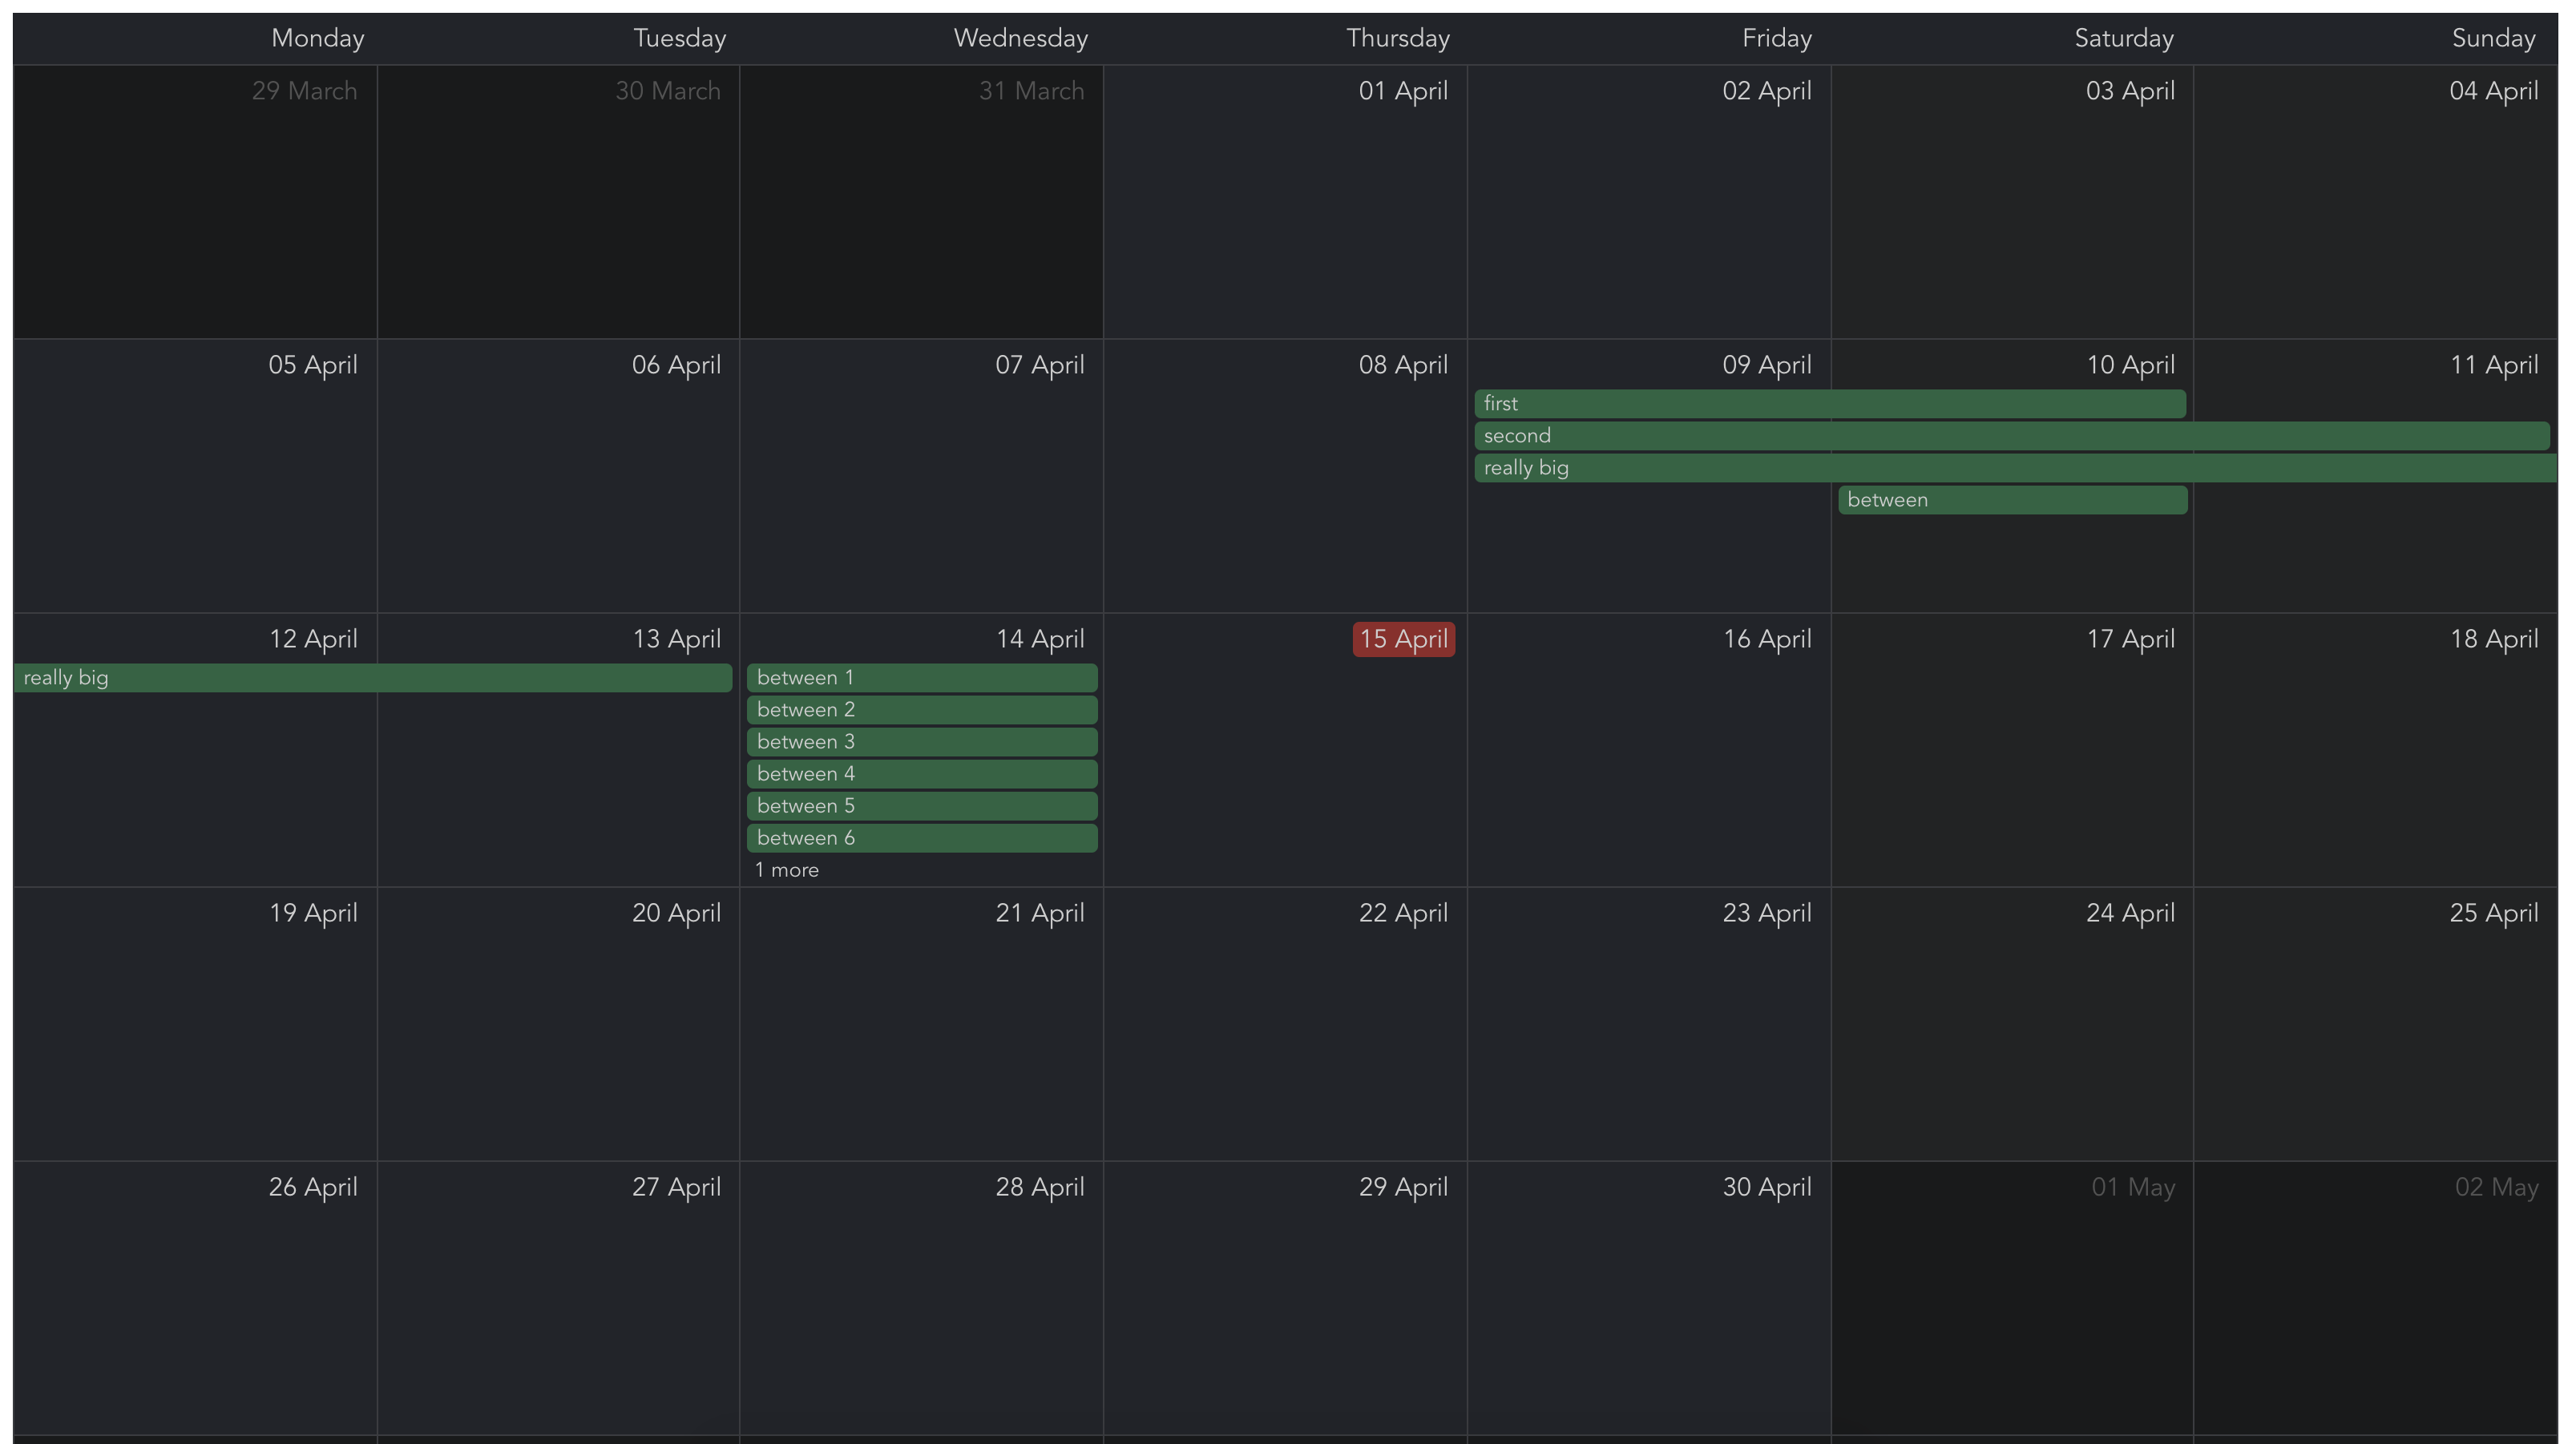 Monday Tuesday Wednesday Thursday Friday Saturday Sunday
29 March 30 March 31 March 01 April 02 April 03 April 04 April
05 April 06 April 07 April 08 April 09 April 10 April 11 April
first
second
really big
between
12 April 13 April 14 April 15 April 16 April 17 April 18 April
really big between 1
between 2
between 3
between 4
between 5
between 6
1 more
19 April 20 April 21 April 22 April 23 April 24 April 25 April
26 April 27 April 28 April 29 April 30 April 01 May 02 May